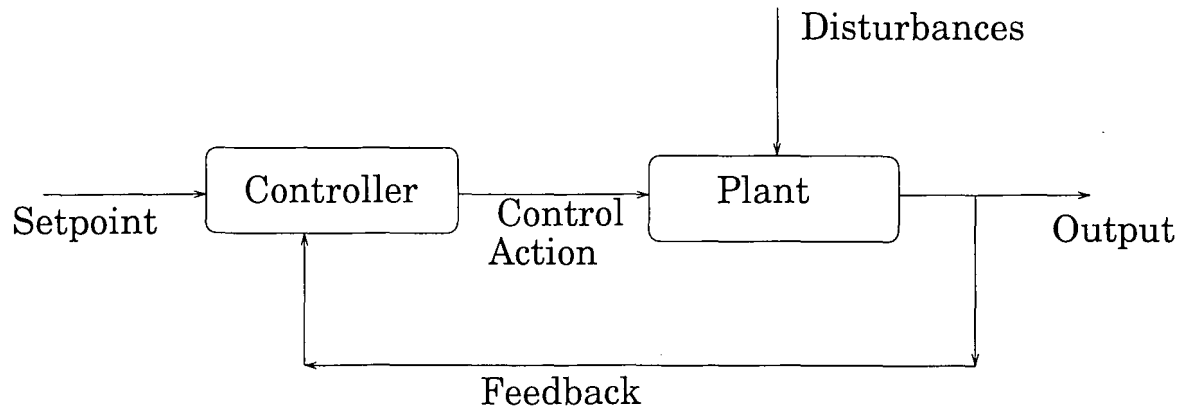 Disturbances
Controller
Plant
Setpoint
Control
Action
Output
Feedback